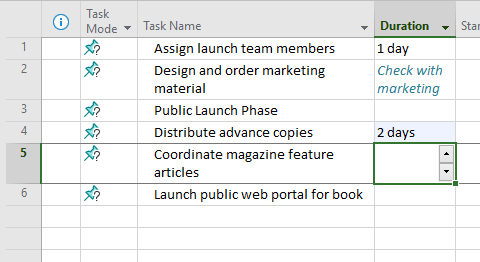 Task
Mode
Task Name
Duration
Star
1 Assign launch team members 1 day
2 Design and order marketing Check with
material marketing
3 Public Launch Phase
4 Distribute advance copies 2 days
5 Coordinate magazine feature
articles
6 Launch public web portal for book